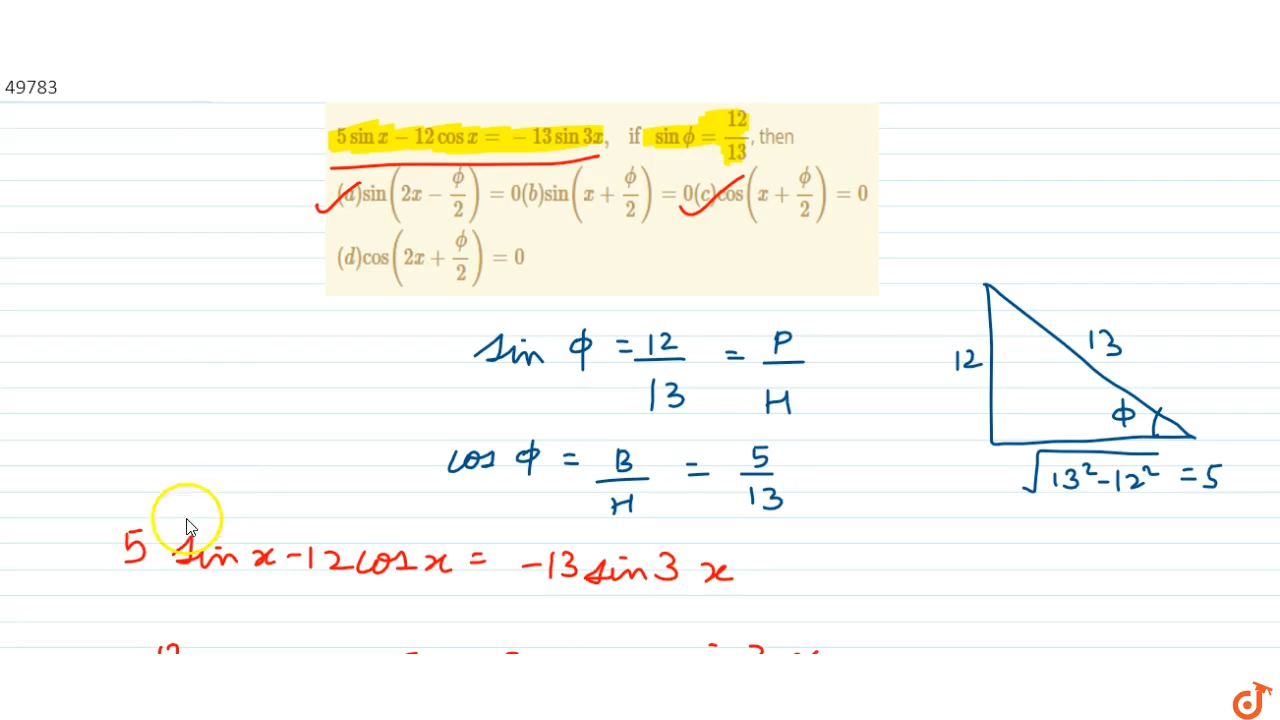 49783
5 sin x − 12 cos x = − 13 sin 3x, if sin ϕ = 12/13, then
(a) sin(2x − ϕ/2) = 0 (b) sin(x + ϕ/2) = 0 (c) cos(x + ϕ/2) = 0
(d) cos(2x + ϕ/2) = 0
sin ϕ = 12/13 = P/H
cos ϕ = B/H = 5/13
12
13
ϕ
√(13² − 12²) = 5
5 sin x − 12 cos x = −13 sin 3 x